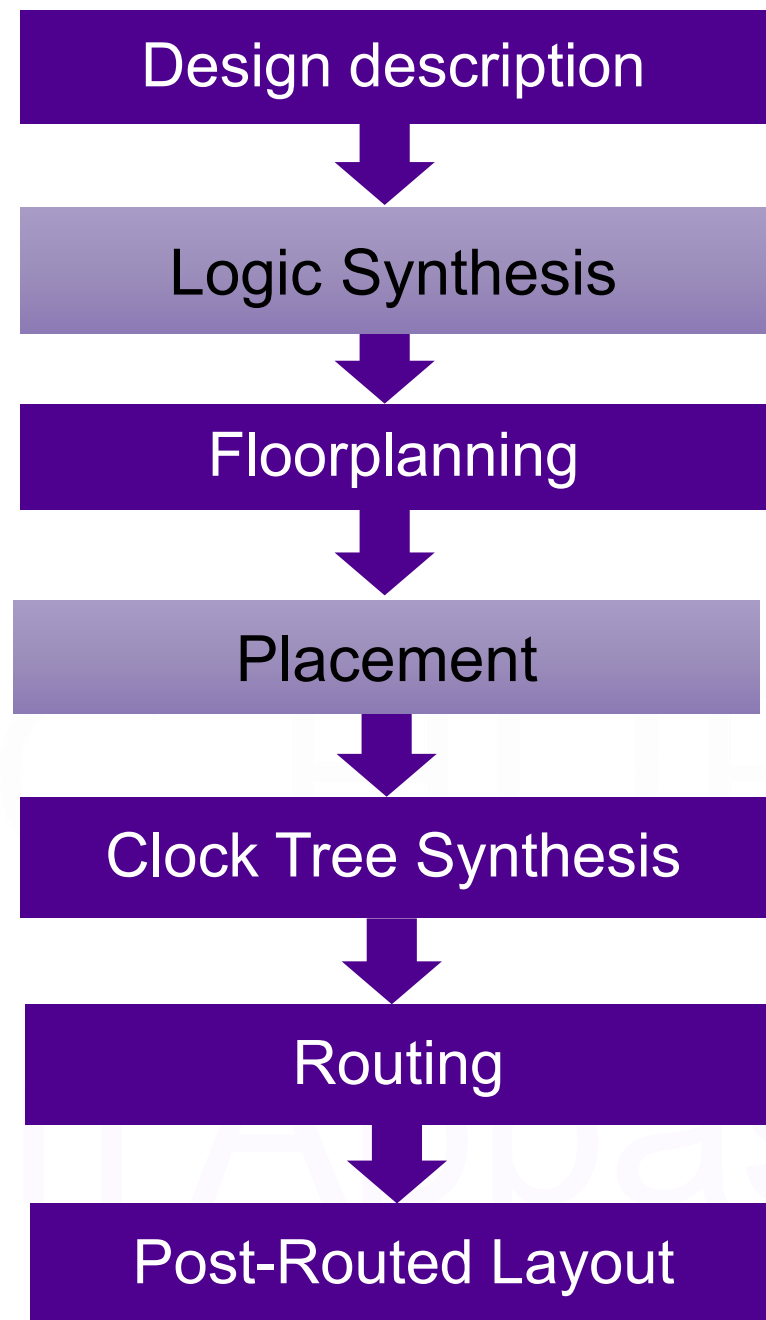 Design description
Logic Synthesis
Floorplanning
Placement
Clock Tree Synthesis
Routing
Post-Routed Layout